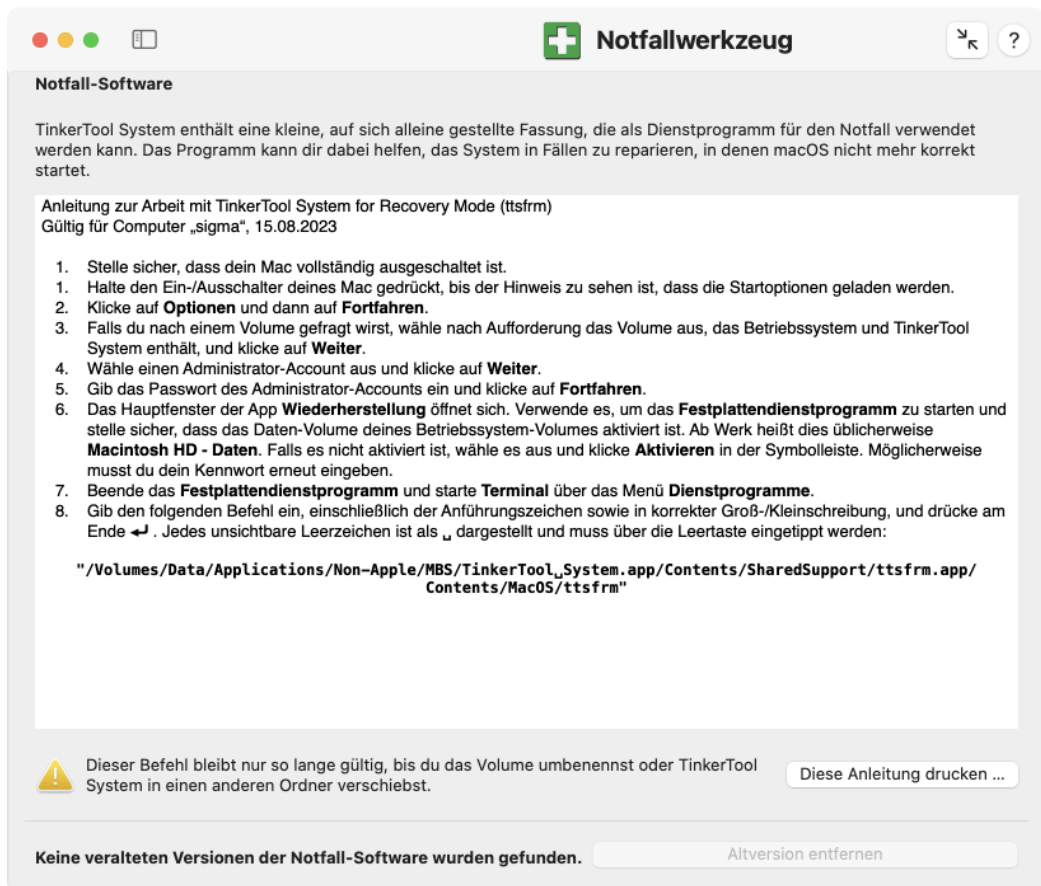 Notfallwerkzeug
?
Notfall-Software
TinkerTool System enthält eine kleine, auf sich alleine gestellte Fassung, die als Dienstprogramm für den Notfall verwendet
werden kann. Das Programm kann dir dabei helfen, das System in Fällen zu reparieren, in denen macOS nicht mehr korrekt
startet.
Anleitung zur Arbeit mit TinkerTool System for Recovery Mode (ttsfrm)
Gültig für Computer „sigma“, 15.08.2023
1. Stelle sicher, dass dein Mac vollständig ausgeschaltet ist.
1. Halte den Ein-/Ausschalter deines Mac gedrückt, bis der Hinweis zu sehen ist, dass die Startoptionen geladen werden.
2. Klicke auf Optionen und dann auf Fortfahren.
3. Falls du nach einem Volume gefragt wirst, wähle nach Aufforderung das Volume aus, das Betriebssystem und TinkerTool
System enthält, und klicke auf Weiter.
4. Wähle einen Administrator-Account aus und klicke auf Weiter.
5. Gib das Passwort des Administrator-Accounts ein und klicke auf Fortfahren.
6. Das Hauptfenster der App Wiederherstellung öffnet sich. Verwende es, um das Festplattendienstprogramm zu starten und
stelle sicher, dass das Daten-Volume deines Betriebssystem-Volumes aktiviert ist. Ab Werk heißt dies üblicherweise
Macintosh HD - Daten. Falls es nicht aktiviert ist, wähle es aus und klicke Aktivieren in der Symbolleiste. Möglicherweise
musst du dein Kennwort erneut eingeben.
7. Beende das Festplattendienstprogramm und starte Terminal über das Menü Dienstprogramme.
8. Gib den folgenden Befehl ein, einschließlich der Anführungszeichen sowie in korrekter Groß-/Kleinschreibung, und drücke am
Ende ↵ . Jedes unsichtbare Leerzeichen ist als ␣ dargestellt und muss über die Leertaste eingetippt werden:
"/Volumes/Data/Applications/Non-Apple/MBS/TinkerTool␣System.app/Contents/SharedSupport/ttsfrm.app/
Contents/MacOS/ttsfrm"
Dieser Befehl bleibt nur so lange gültig, bis du das Volume umbenennst oder TinkerTool
System in einen anderen Ordner verschiebst.
Diese Anleitung drucken ...
Keine veralteten Versionen der Notfall-Software wurden gefunden.
Altversion entfernen